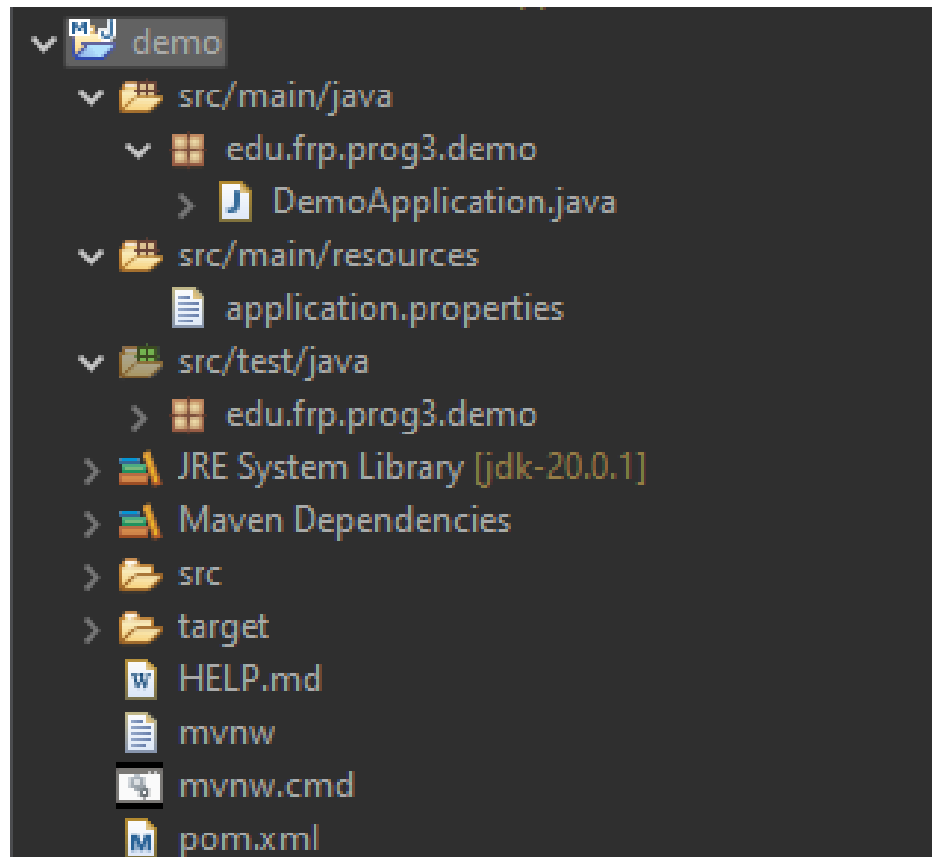 demo
src/main/java
edu.frp.prog3.demo
DemoApplication.java
src/main/resources
application.properties
src/test/java
edu.frp.prog3.demo
JRE System Library [jdk-20.0.1]
Maven Dependencies
src
target
HELP.md
mvnw
mvnw.cmd
pom.xml